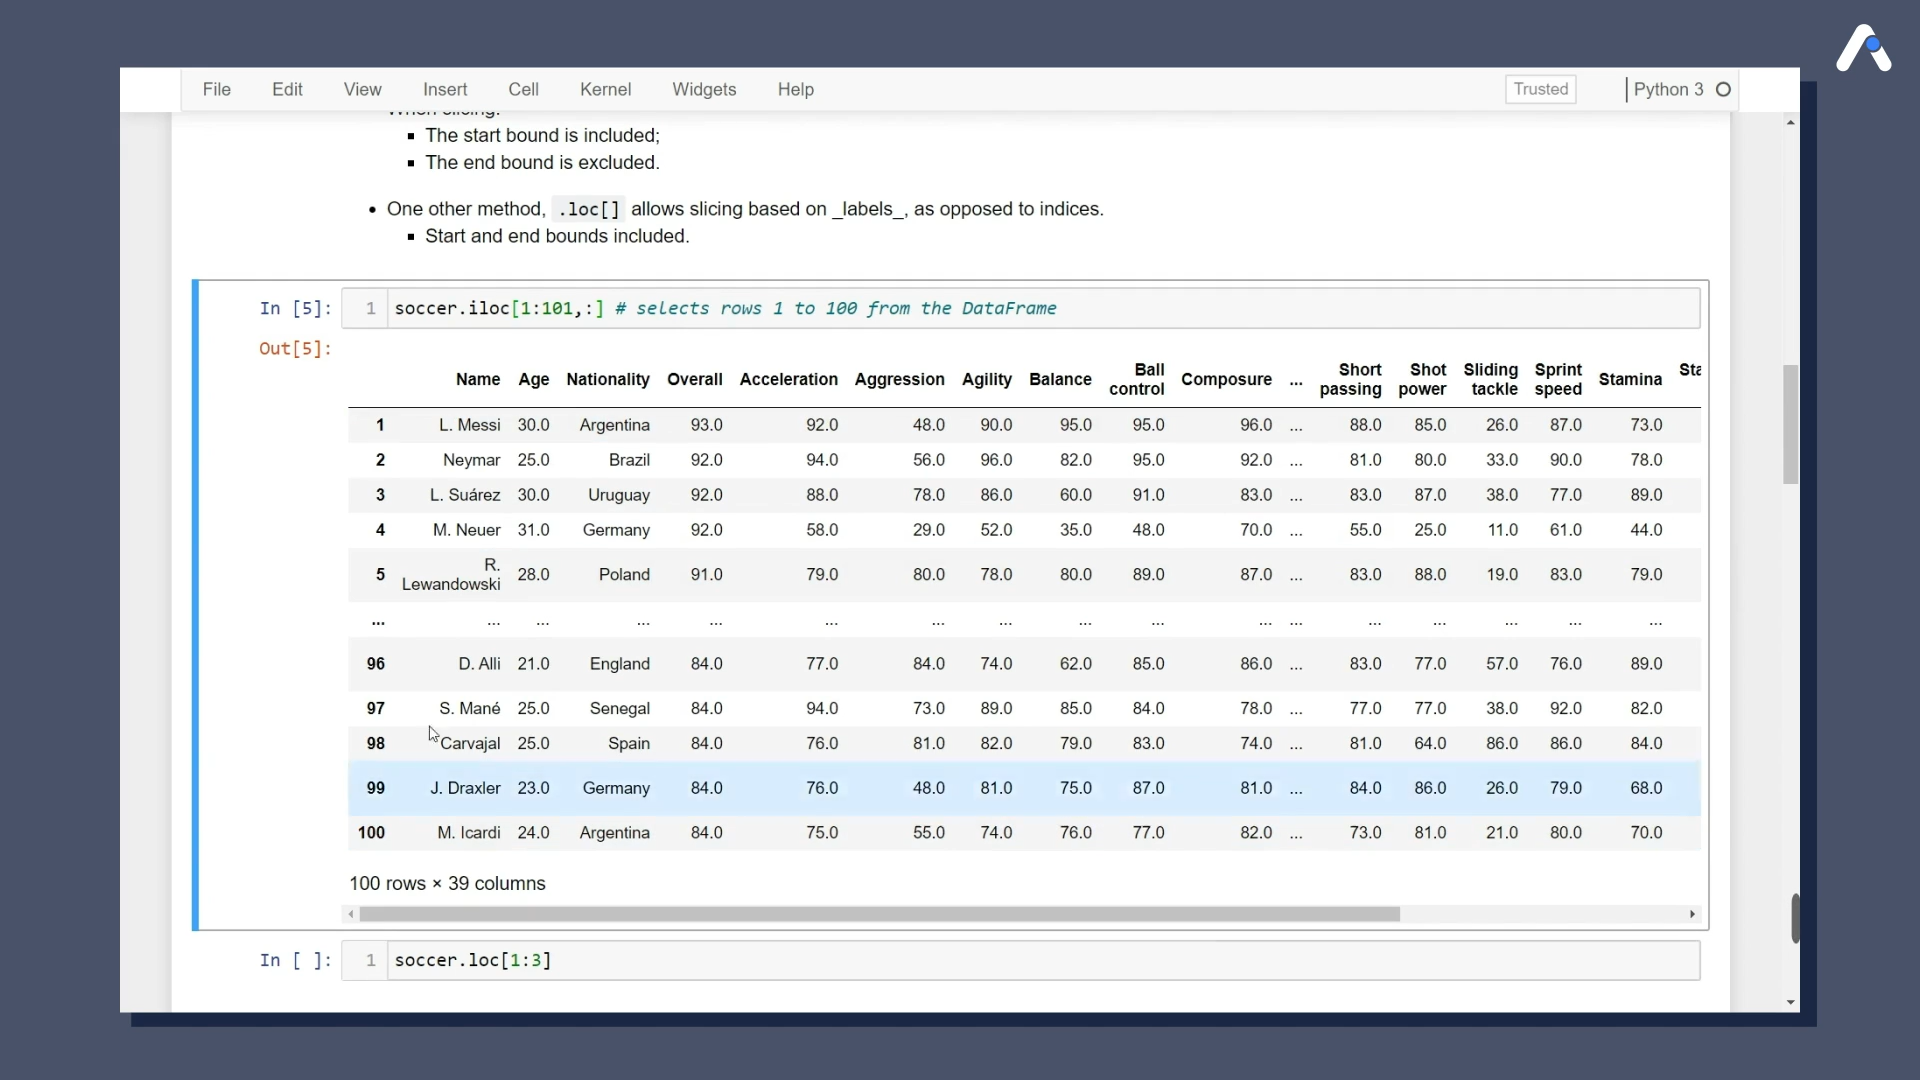 File Edit View Insert Cell Kernel Widgets Help Trusted Python 3
When slicing:
The start bound is included;
The end bound is excluded.
One other method, .loc[] allows slicing based on _labels_, as opposed to indices.
Start and end bounds included.
In [5]: 1 soccer.iloc[1:101,:] # selects rows 1 to 100 from the DataFrame
Out[5]:
Name Age Nationality Overall Acceleration Aggression Agility Balance Ball control Composure ... Short passing Shot power Sliding tackle Sprint speed Stamina Sta
1 L. Messi 30.0 Argentina 93.0 92.0 48.0 90.0 95.0 95.0 96.0 ... 88.0 85.0 26.0 87.0 73.0
2 Neymar 25.0 Brazil 92.0 94.0 56.0 96.0 82.0 95.0 92.0 ... 81.0 80.0 33.0 90.0 78.0
3 L. Suárez 30.0 Uruguay 92.0 88.0 78.0 86.0 60.0 91.0 83.0 ... 83.0 87.0 38.0 77.0 89.0
4 M. Neuer 31.0 Germany 92.0 58.0 29.0 52.0 35.0 48.0 70.0 ... 55.0 25.0 11.0 61.0 44.0
5 R. Lewandowski 28.0 Poland 91.0 79.0 80.0 78.0 80.0 89.0 87.0 ... 83.0 88.0 19.0 83.0 79.0
... ... ... ... ... ... ... ... ... ... ... ... ... ... ... ... ...
96 D. Alli 21.0 England 84.0 77.0 84.0 74.0 62.0 85.0 86.0 ... 83.0 77.0 57.0 76.0 89.0
97 S. Mané 25.0 Senegal 84.0 94.0 73.0 89.0 85.0 84.0 78.0 ... 77.0 77.0 38.0 92.0 82.0
98 Carvajal 25.0 Spain 84.0 76.0 81.0 82.0 79.0 83.0 74.0 ... 81.0 64.0 86.0 86.0 84.0
99 J. Draxler 23.0 Germany 84.0 76.0 48.0 81.0 75.0 87.0 81.0 ... 84.0 86.0 26.0 79.0 68.0
100 M. Icardi 24.0 Argentina 84.0 75.0 55.0 74.0 76.0 77.0 82.0 ... 73.0 81.0 21.0 80.0 70.0
100 rows × 39 columns
In [ ]: 1 soccer.loc[1:3]